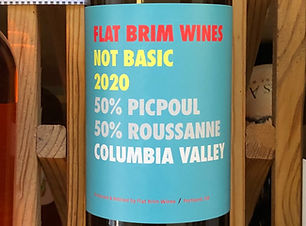 FLAT BRIM WINES
NOT BASIC
2020
50% PICPOUL
50% ROUSSANNE
COLUMBIA VALLEY